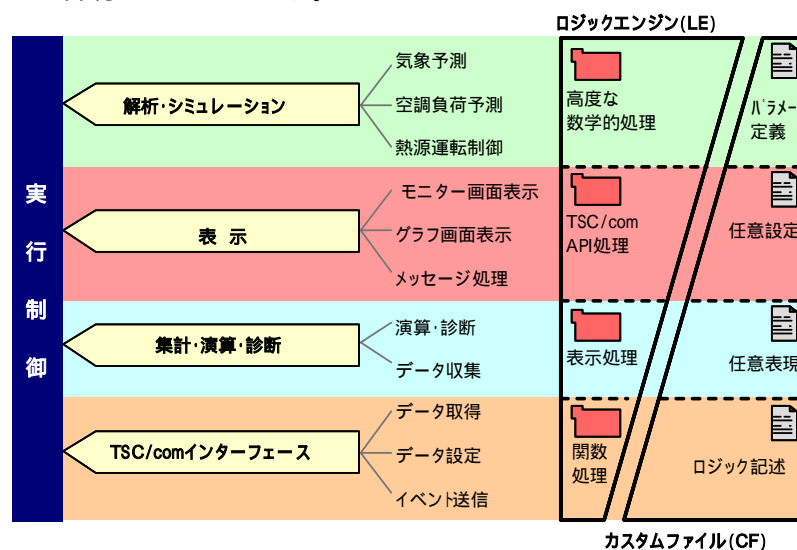 ロジックエンジン(LE)
実行制御
解析・シミュレーション
気象予測
空調負荷予測
熱源運転制御
高度な
数学的処理
パラメー
定義
表 示
モニター画面表示
グラフ画面表示
メッセージ処理
TSC/com
API処理
任意設定
集計・演算・診断
演算・診断
データ収集
表示処理
任意表現
TSC/comインターフェース
データ取得
データ設定
イベント送信
関数
処理
ロジック記述
カスタムファイル(CF)